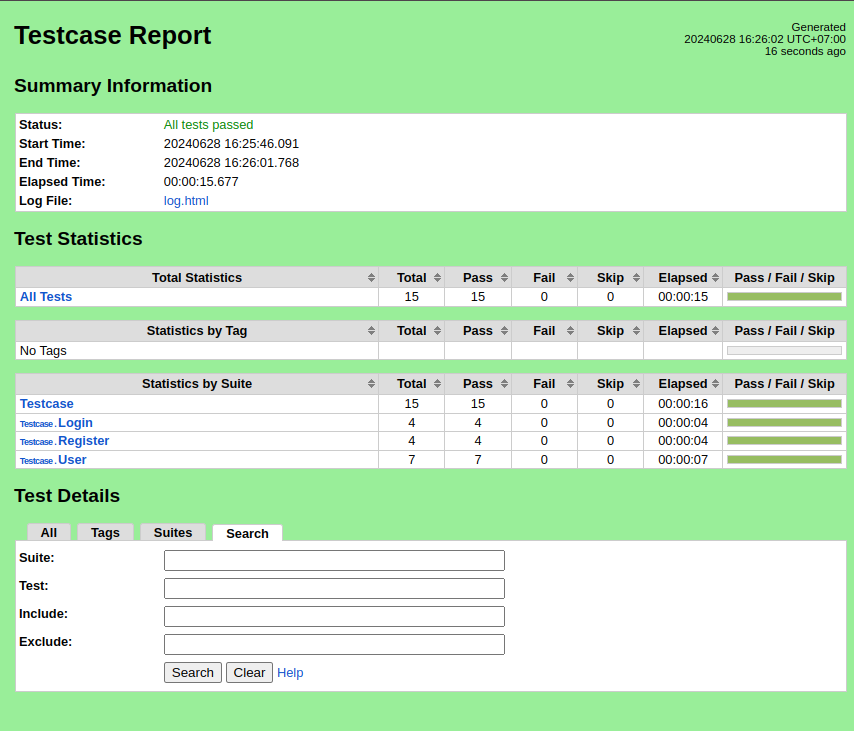 Testcase Report
Generated
20240628 16:26:02 UTC+07:00
16 seconds ago
Summary Information
Status: All tests passed
Start Time: 20240628 16:25:46.091
End Time: 20240628 16:26:01.768
Elapsed Time: 00:00:15.677
Log File: log.html
Test Statistics
Total Statistics Total Pass Fail Skip Elapsed Pass / Fail / Skip
All Tests 15 15 0 0 00:00:15
Statistics by Tag Total Pass Fail Skip Elapsed Pass / Fail / Skip
No Tags
Statistics by Suite Total Pass Fail Skip Elapsed Pass / Fail / Skip
Testcase 15 15 0 0 00:00:16
Testcase . Login 4 4 0 0 00:00:04
Testcase . Register 4 4 0 0 00:00:04
Testcase . User 7 7 0 0 00:00:07
Test Details
All Tags Suites Search
Suite:
Test:
Include:
Exclude:
Search Clear Help